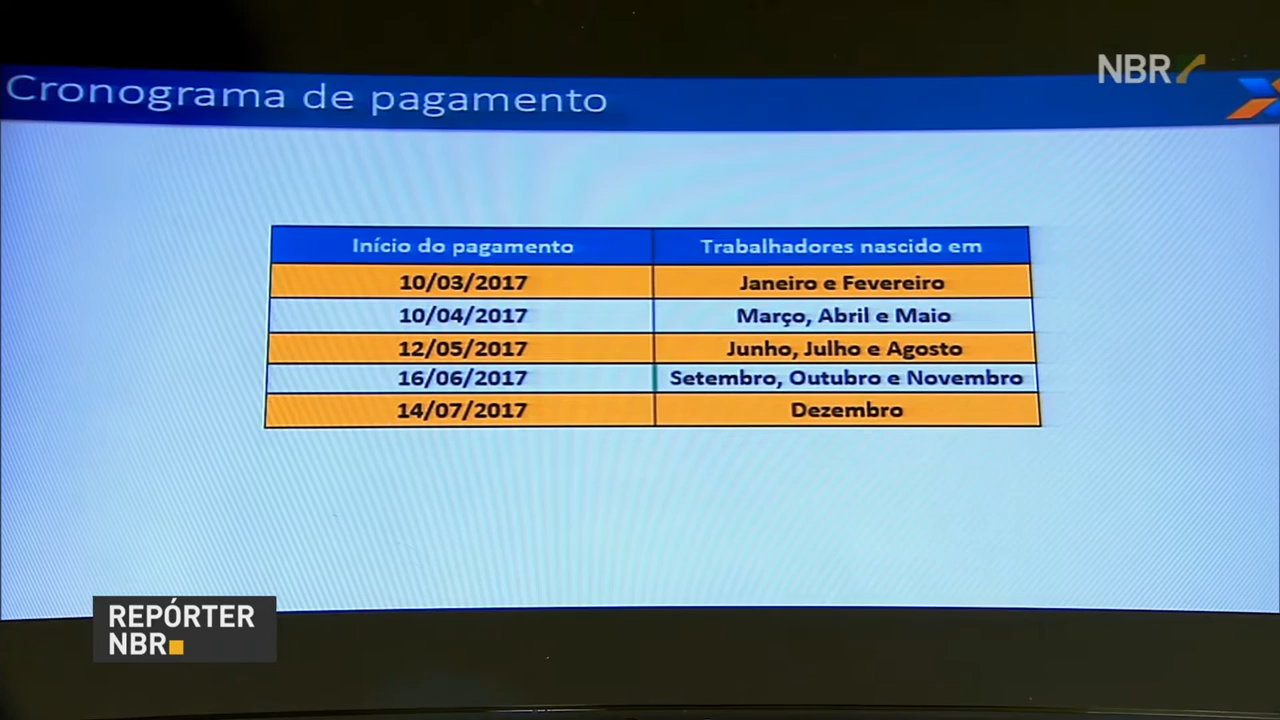 NBR
Cronograma de pagamento
Início do pagamento Trabalhadores nascido em
10/03/2017 Janeiro e Fevereiro
10/04/2017 Março, Abril e Maio
12/05/2017 Junho, Julho e Agosto
16/06/2017 Setembro, Outubro e Novembro
14/07/2017 Dezembro
REPÓRTER
NBR